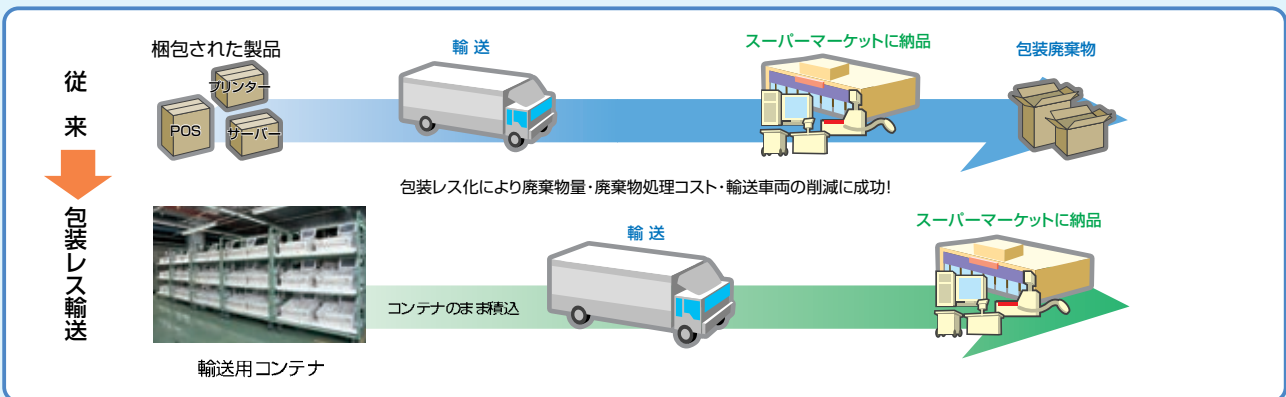 従来
梱包された製品
プリンター
POS
サーバー
輸送
スーパーマーケットに納品
包装廃棄物
包装レス化により廃棄物量・廃棄物処理コスト・輸送車両の削減に成功!
包装レス輸送
輸送用コンテナ
コンテナのまま積込
輸送
スーパーマーケットに納品